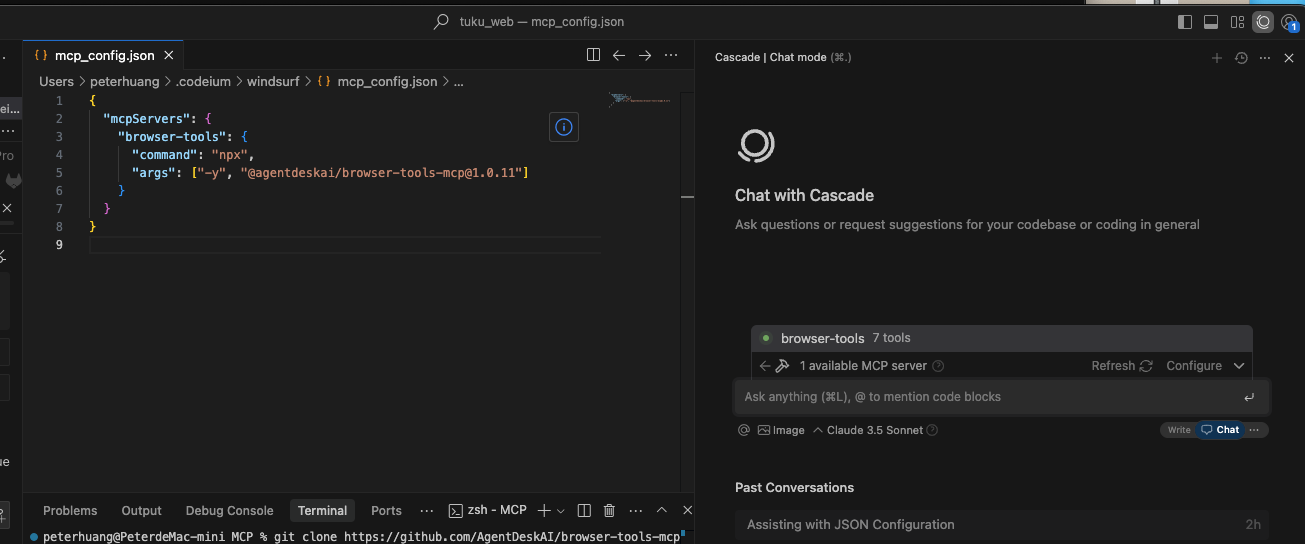 tuku_web — mcp_config.json
1
{ } mcp_config.json
Users > peterhuang > .codeium > windsurf > { } mcp_config.json > ...
1 {
2 "mcpServers": {
3 "browser-tools": {
4 "command": "npx",
5 "args": ["-y", "@agentdeskai/browser-tools-mcp@1.0.11"]
6 }
7 }
8 }
9
ei...
Pro
ue
Problems Output Debug Console Terminal Ports ... zsh - MCP
peterhuang@PeterdeMac-mini MCP % git clone https://github.com/AgentDeskAI/browser-tools-mcp
Cascade | Chat mode (⌘.)
Chat with Cascade
Ask questions or request suggestions for your codebase or coding in general
browser-tools 7 tools
1 available MCP server Refresh Configure
Ask anything (⌘L), @ to mention code blocks
@ Image Claude 3.5 Sonnet Write Chat ...
Past Conversations
Assisting with JSON Configuration 2h